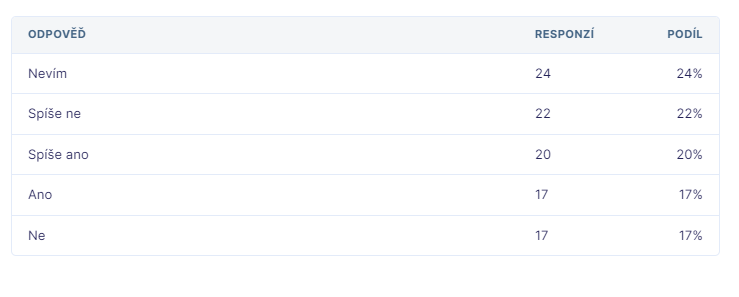 ODPOVĚĎ RESPONZÍ PODÍL
Nevím 24 24%
Spíše ne 22 22%
Spíše ano 20 20%
Ano 17 17%
Ne 17 17%